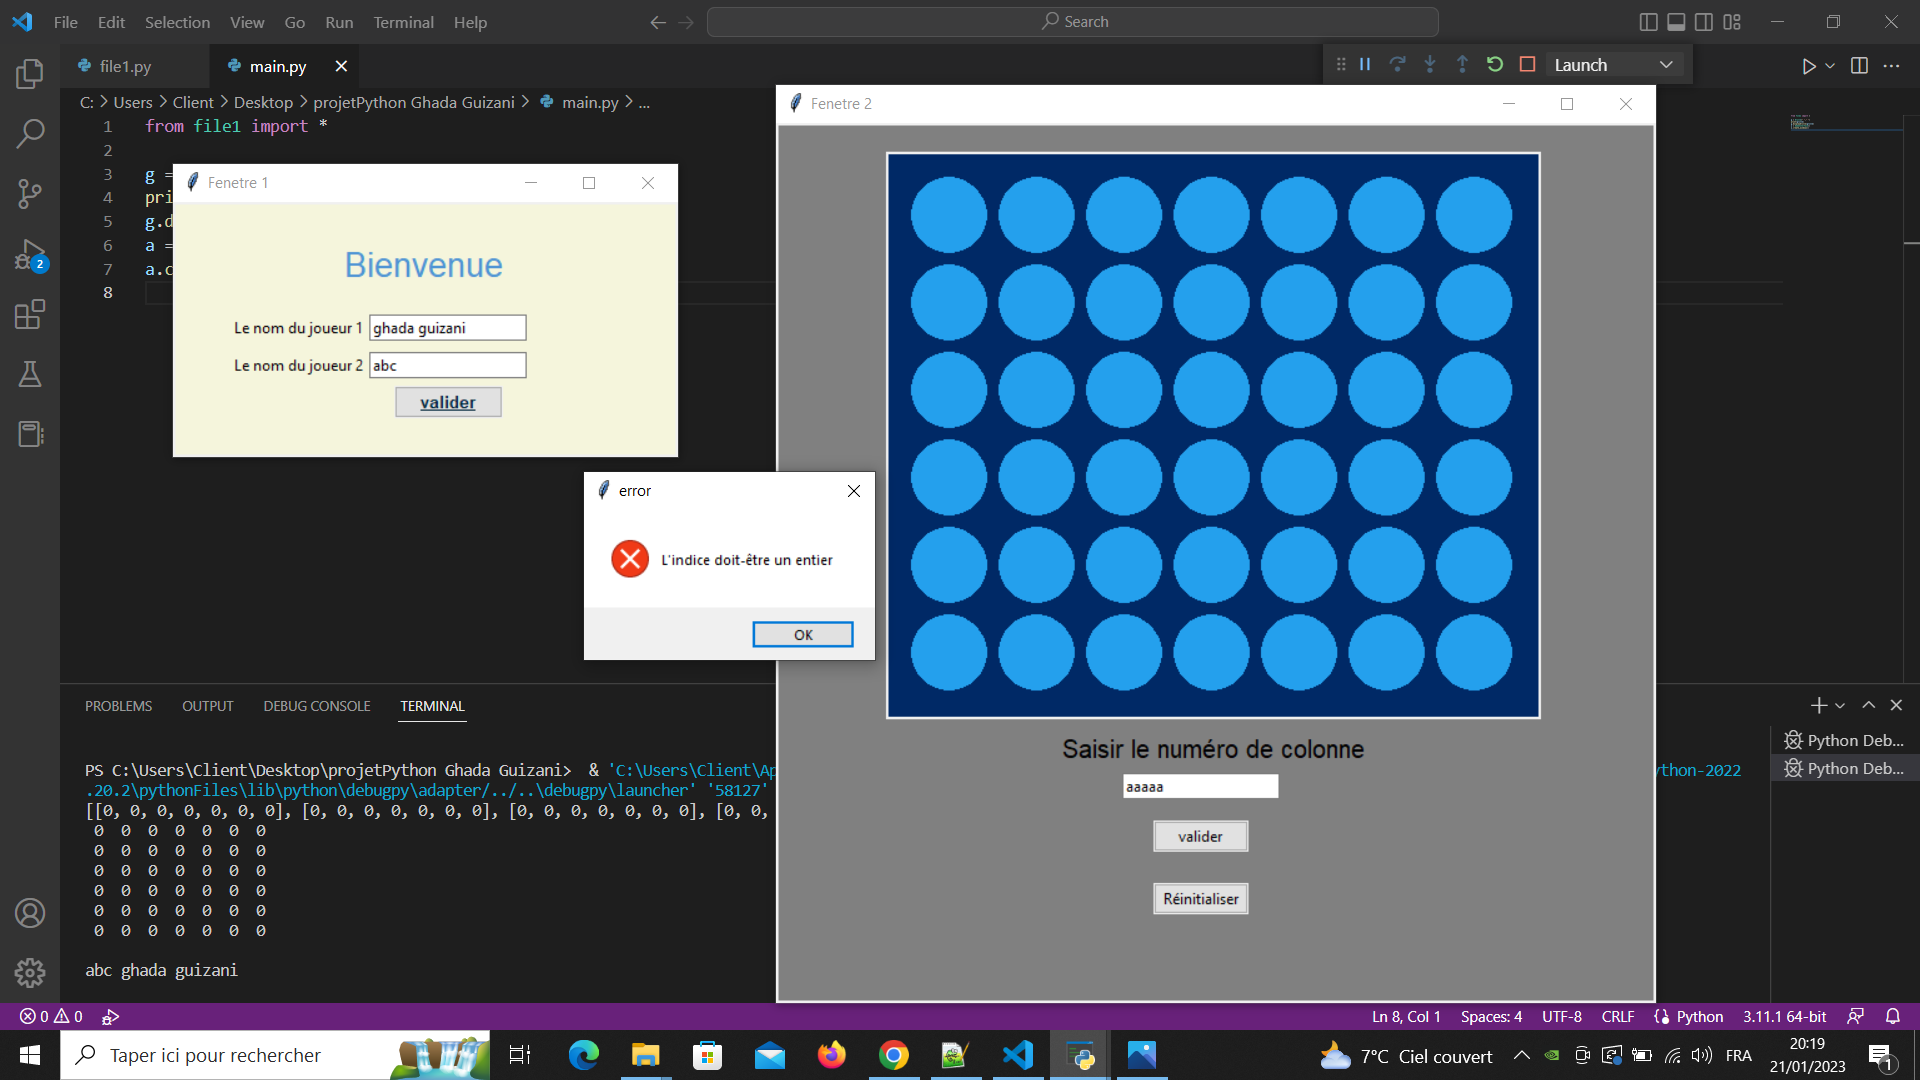 File Edit Selection View Go Run Terminal Help
Search
file1.py
main.py
Launch
C: Users Client Desktop projetPython Ghada Guizani main.py ...
1 from file1 import *
2
3 g =
4 pri
5 g.d
6 a =
7 a.c
8
Fenetre 1
Bienvenue
Le nom du joueur 1 ghada guizani
Le nom du joueur 2 abc
valider
error
L'indice doit-être un entier
OK
Fenetre 2
Saisir le numéro de colonne
aaaaa
valider
Réinitialiser
2
PROBLEMS OUTPUT DEBUG CONSOLE TERMINAL
Python Deb...
Python Deb...
PS C:\Users\Client\Desktop\projetPython Ghada Guizani> & 'C:\Users\Client\Ap
ython-2022
.20.2\pythonFiles\lib\python\debugpy\adapter/../..\debugpy\launcher' '58127'
[[0, 0, 0, 0, 0, 0, 0], [0, 0, 0, 0, 0, 0, 0], [0, 0, 0, 0, 0, 0, 0], [0, 0,
0 0 0 0 0 0 0
0 0 0 0 0 0 0
0 0 0 0 0 0 0
0 0 0 0 0 0 0
0 0 0 0 0 0 0
0 0 0 0 0 0 0
abc ghada guizani
0 0
Ln 8, Col 1 Spaces: 4 UTF-8 CRLF Python 3.11.1 64-bit
Taper ici pour rechercher
7°C Ciel couvert
FRA
20:19
21/01/2023
1